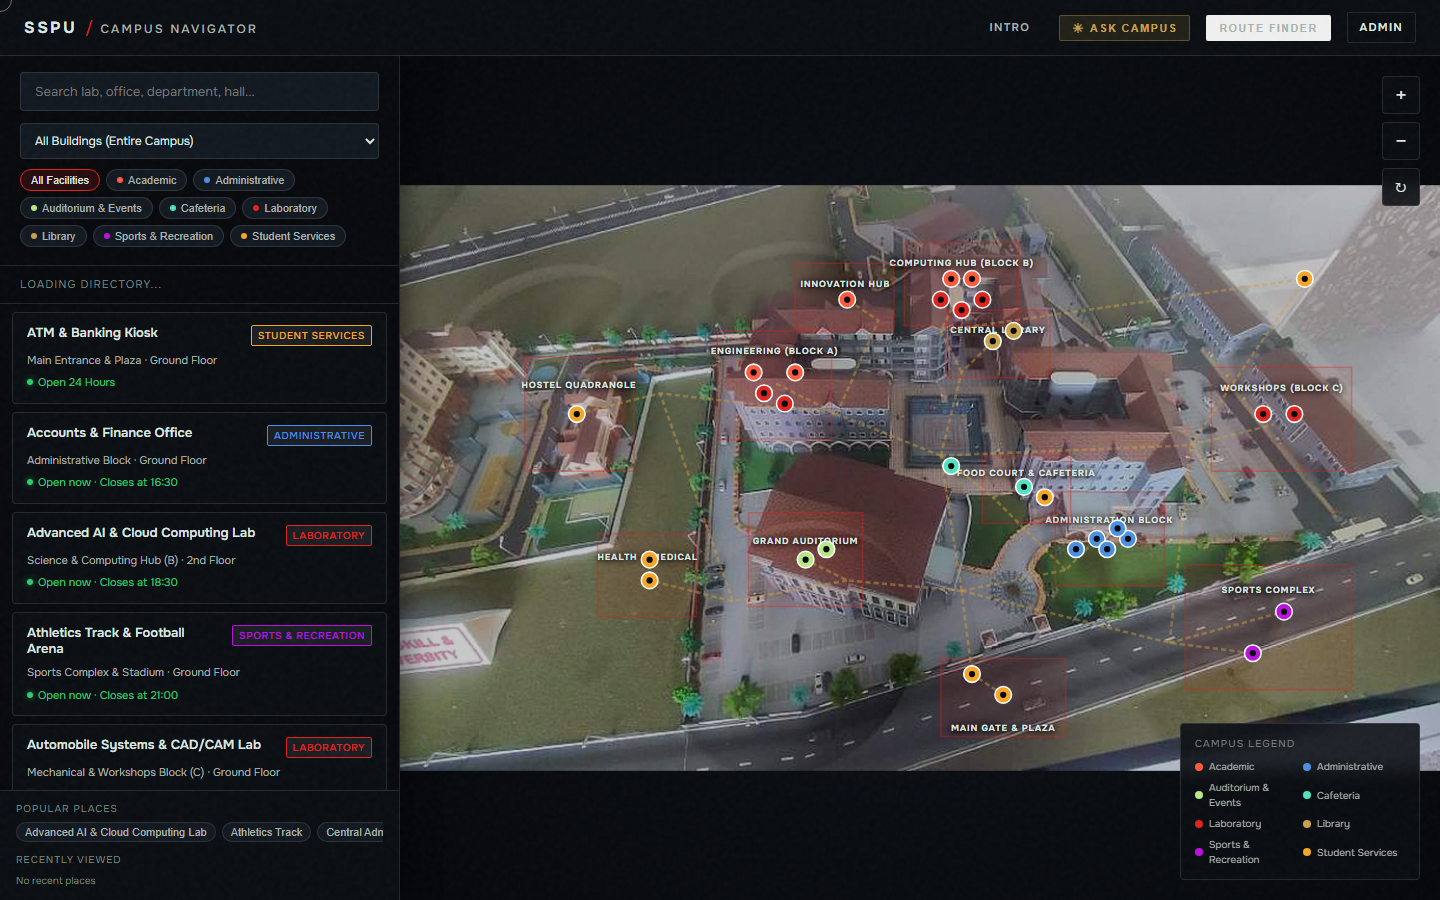 SSPU / CAMPUS NAVIGATOR
INTRO
ASK CAMPUS
ROUTE FINDER
ADMIN
Search lab, office, department, hall...
All Buildings (Entire Campus)
All Facilities
Academic
Administrative
Auditorium & Events
Cafeteria
Laboratory
Library
Sports & Recreation
Student Services
LOADING DIRECTORY...
ATM & Banking Kiosk
STUDENT SERVICES
Main Entrance & Plaza · Ground Floor
Open 24 Hours
Accounts & Finance Office
ADMINISTRATIVE
Administrative Block · Ground Floor
Open now · Closes at 16:30
Advanced AI & Cloud Computing Lab
LABORATORY
Science & Computing Hub (B) · 2nd Floor
Open now · Closes at 18:30
Athletics Track & Football
Arena
SPORTS & RECREATION
Sports Complex & Stadium · Ground Floor
Open now · Closes at 21:00
Automobile Systems & CAD/CAM Lab
LABORATORY
Mechanical & Workshops Block (C) · Ground Floor
POPULAR PLACES
Advanced AI & Cloud Computing Lab
Athletics Track
Central Adm
RECENTLY VIEWED
No recent places
+
−
↻
COMPUTING HUB (BLOCK B)
INNOVATION HUB
CENTRAL L RARY
ENGINEERING (BLOCK A)
HOSTEL QUADRANGLE
WORKSHOPS (BLOCK C)
FOOD COURT & CAFETERIA
ADMINISTRATION BLOCK
GRAND AUDITORIUM
HEALTH EDICAL
SPORTS COMPLEX
SKILL &
ERSITY
MAIN GATE & PLAZA
CAMPUS LEGEND
Academic
Administrative
Auditorium &
Events
Cafeteria
Laboratory
Library
Sports &
Recreation
Student Services